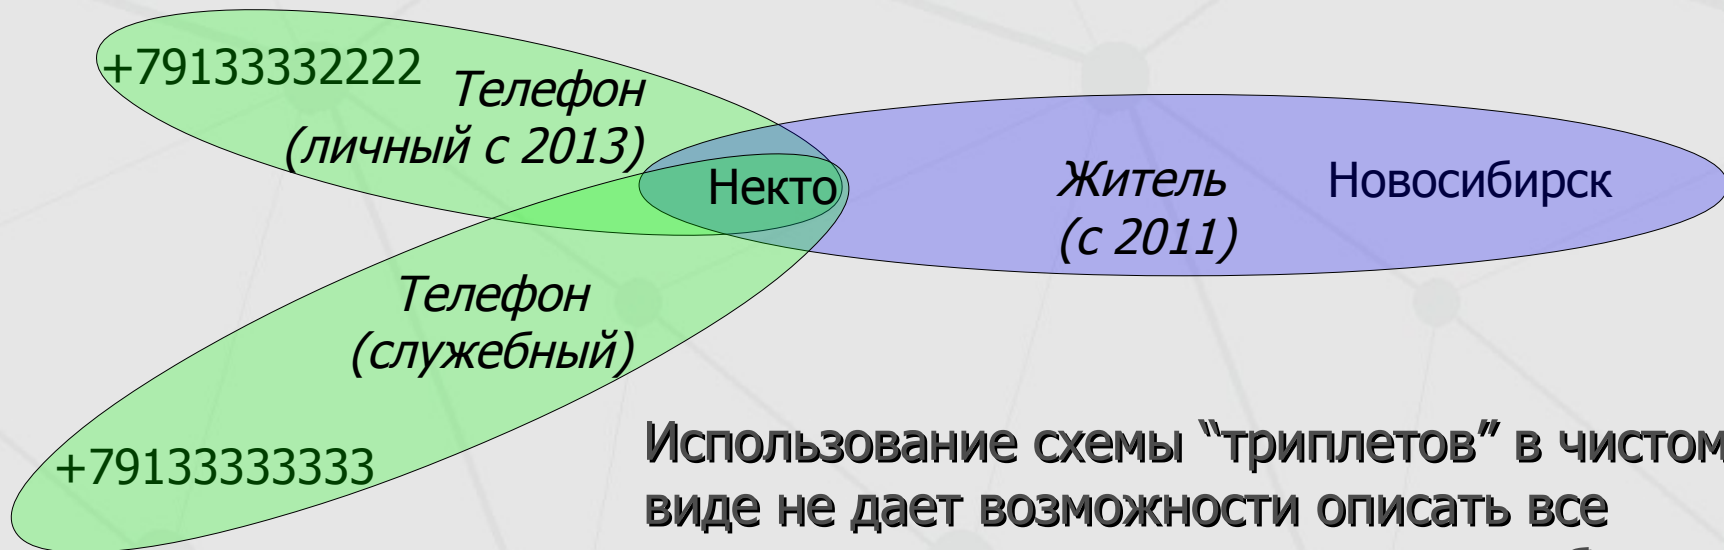 +79133332222
Телефон
(личный с 2013)
Некто
Житель
(с 2011)
Новосибирск
Телефон
(служебный)
+79133333333
Использование схемы “триплетов” в чистом
виде не дает возможности описать все